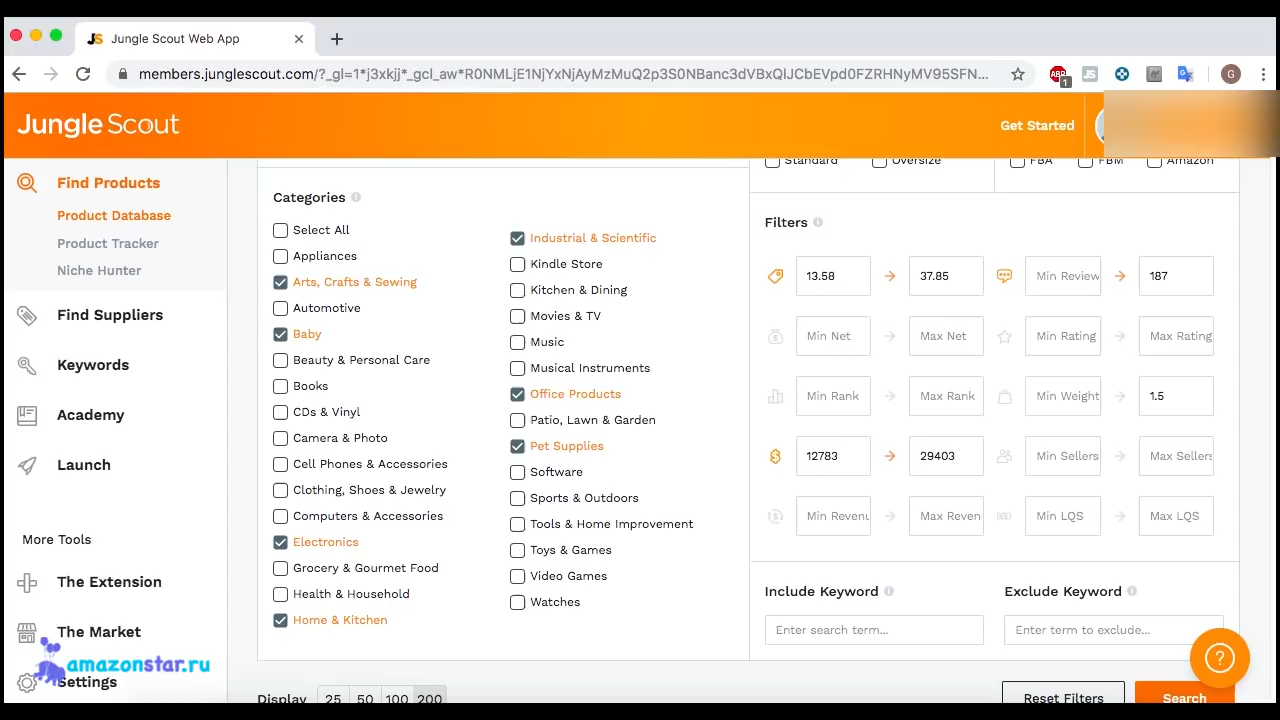 Jungle Scout Web App
members.junglescout.com/?_gl=1*j3xkjj*_gcl_aw*R0NMLjE1NjYxNjAyMzMuQ2p3S0NBanc3dVBxQlJCbEVpd0FZRHNyMV95SFN...
ABP
1
JS
G
Jungle Scout
Get Started
Find Products
Product Database
Product Tracker
Niche Hunter
Find Suppliers
Keywords
Academy
Launch
More Tools
The Extension
The Market
Settings
amazonstar.ru
Standard
Oversize
FBA
FBM
Amazon
Categories
Select All
Appliances
Arts, Crafts & Sewing
Automotive
Baby
Beauty & Personal Care
Books
CDs & Vinyl
Camera & Photo
Cell Phones & Accessories
Clothing, Shoes & Jewelry
Computers & Accessories
Electronics
Grocery & Gourmet Food
Health & Household
Home & Kitchen
Industrial & Scientific
Kindle Store
Kitchen & Dining
Movies & TV
Music
Musical Instruments
Office Products
Patio, Lawn & Garden
Pet Supplies
Software
Sports & Outdoors
Tools & Home Improvement
Toys & Games
Video Games
Watches
Filters
13.58 37.85 Min Review 187
Min Net Max Net Min Rating Max Rating
Min Rank Max Rank Min Weight 1.5
12783 29403 Min Sellers Max Sellers
Min Revenu Max Reven Min LQS Max LQS
Include Keyword
Enter search term...
Exclude Keyword
Enter term to exclude...
?
Display 25 50 100 200
Reset Filters
Search